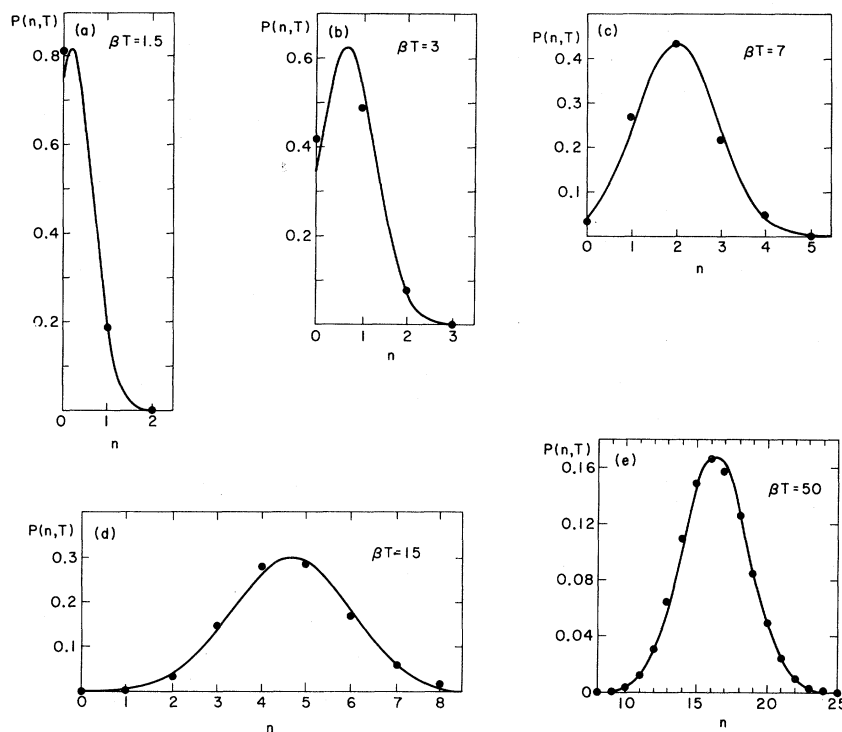 P(n,T) (a) βT=1.5
0.8
0.6
0.4
0.2
0 1 2
n
P(n,T) (b) βT=3
0.6
0.4
0.2
0 1 2 3
n
P(n,T) (c) βT=7
0.4
0.3
0.2
0.1
0 1 2 3 4 5
n
P(n,T) (d) βT=15
0.3
0.2
0.1
0 1 2 3 4 5 6 7 8
n
P(n,T) (e) βT=50
0.16
0.12
0.08
0.04
0
10 15 20 25
n